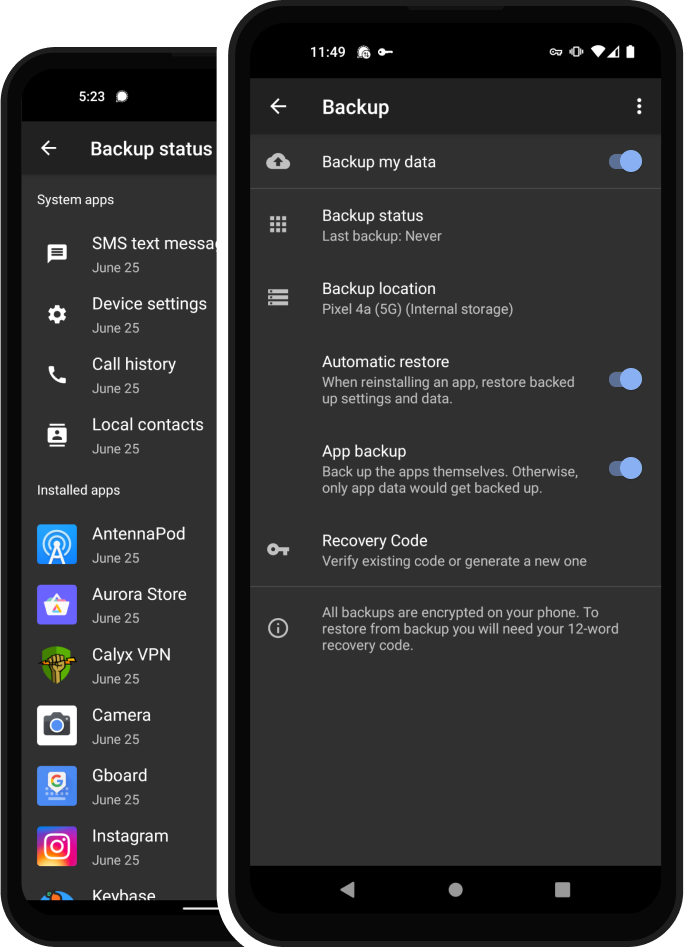 5:23
Backup status
System apps
SMS text messa
June 25
Device settings
June 25
Call history
June 25
Local contacts
June 25
Installed apps
AntennaPod
June 25
Aurora Store
June 25
Calyx VPN
June 25
Camera
June 25
Gboard
June 25
Instagram
June 25
Keybase
11:49
Backup
Backup my data
Backup status
Last backup: Never
Backup location
Pixel 4a (5G) (Internal storage)
Automatic restore
When reinstalling an app, restore backed
up settings and data.
App backup
Back up the apps themselves. Otherwise,
only app data would get backed up.
Recovery Code
Verify existing code or generate a new one
All backups are encrypted on your phone. To
restore from backup you will need your 12-word
recovery code.